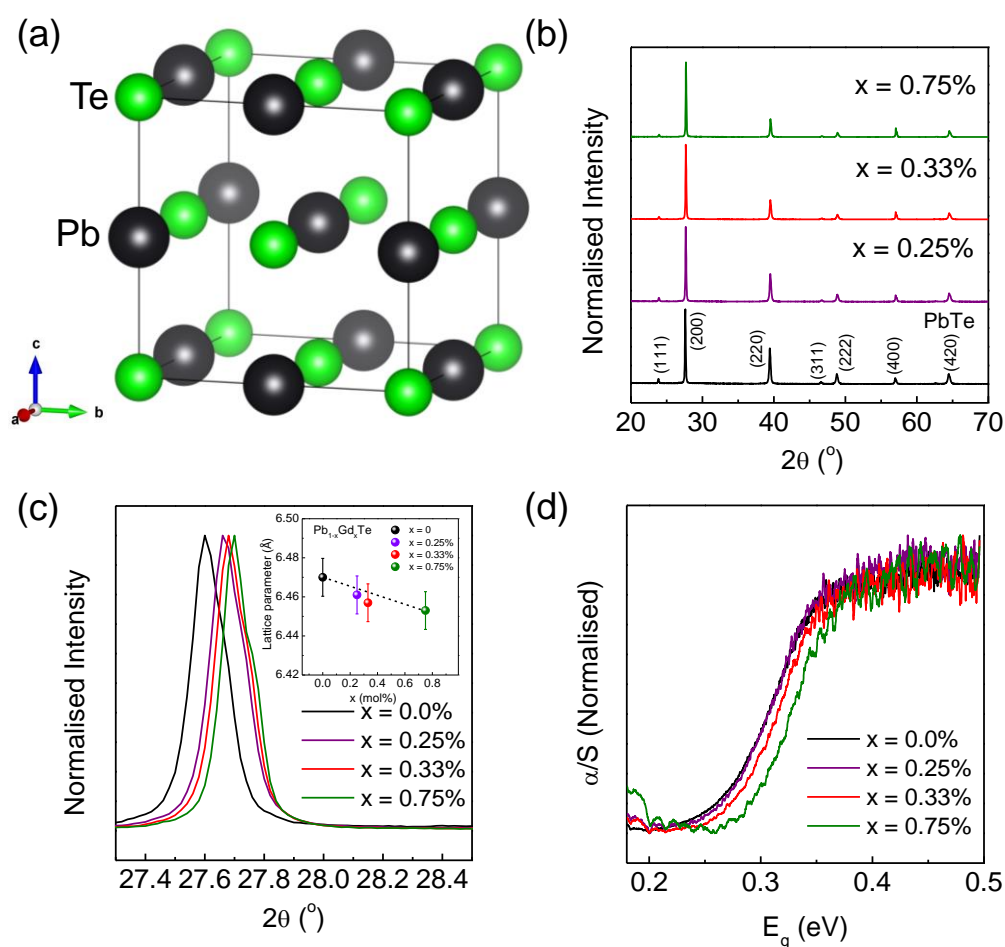 (a)
Te
Pb
c
a
b
(b)
Normalised Intensity
x = 0.75%
x = 0.33%
x = 0.25%
PbTe
(111)
(200)
(220)
(311)
(222)
(400)
(420)
20 30 40 50 60 70
2θ (°)
(c)
Normalised Intensity
Lattice parameter (Å)
6.50
6.48
6.46
6.44
6.42
Pb₁₋ₓGdₓTe
x = 0
x = 0.25%
x = 0.33%
x = 0.75%
0.0 0.2 0.4 0.6 0.8 1.0
x (mol%)
x = 0.0%
x = 0.25%
x = 0.33%
x = 0.75%
27.4 27.6 27.8 28.0 28.2 28.4
2θ (°)
(d)
α/S (Normalised)
x = 0.0%
x = 0.25%
x = 0.33%
x = 0.75%
0.2 0.3 0.4 0.5
E_g (eV)